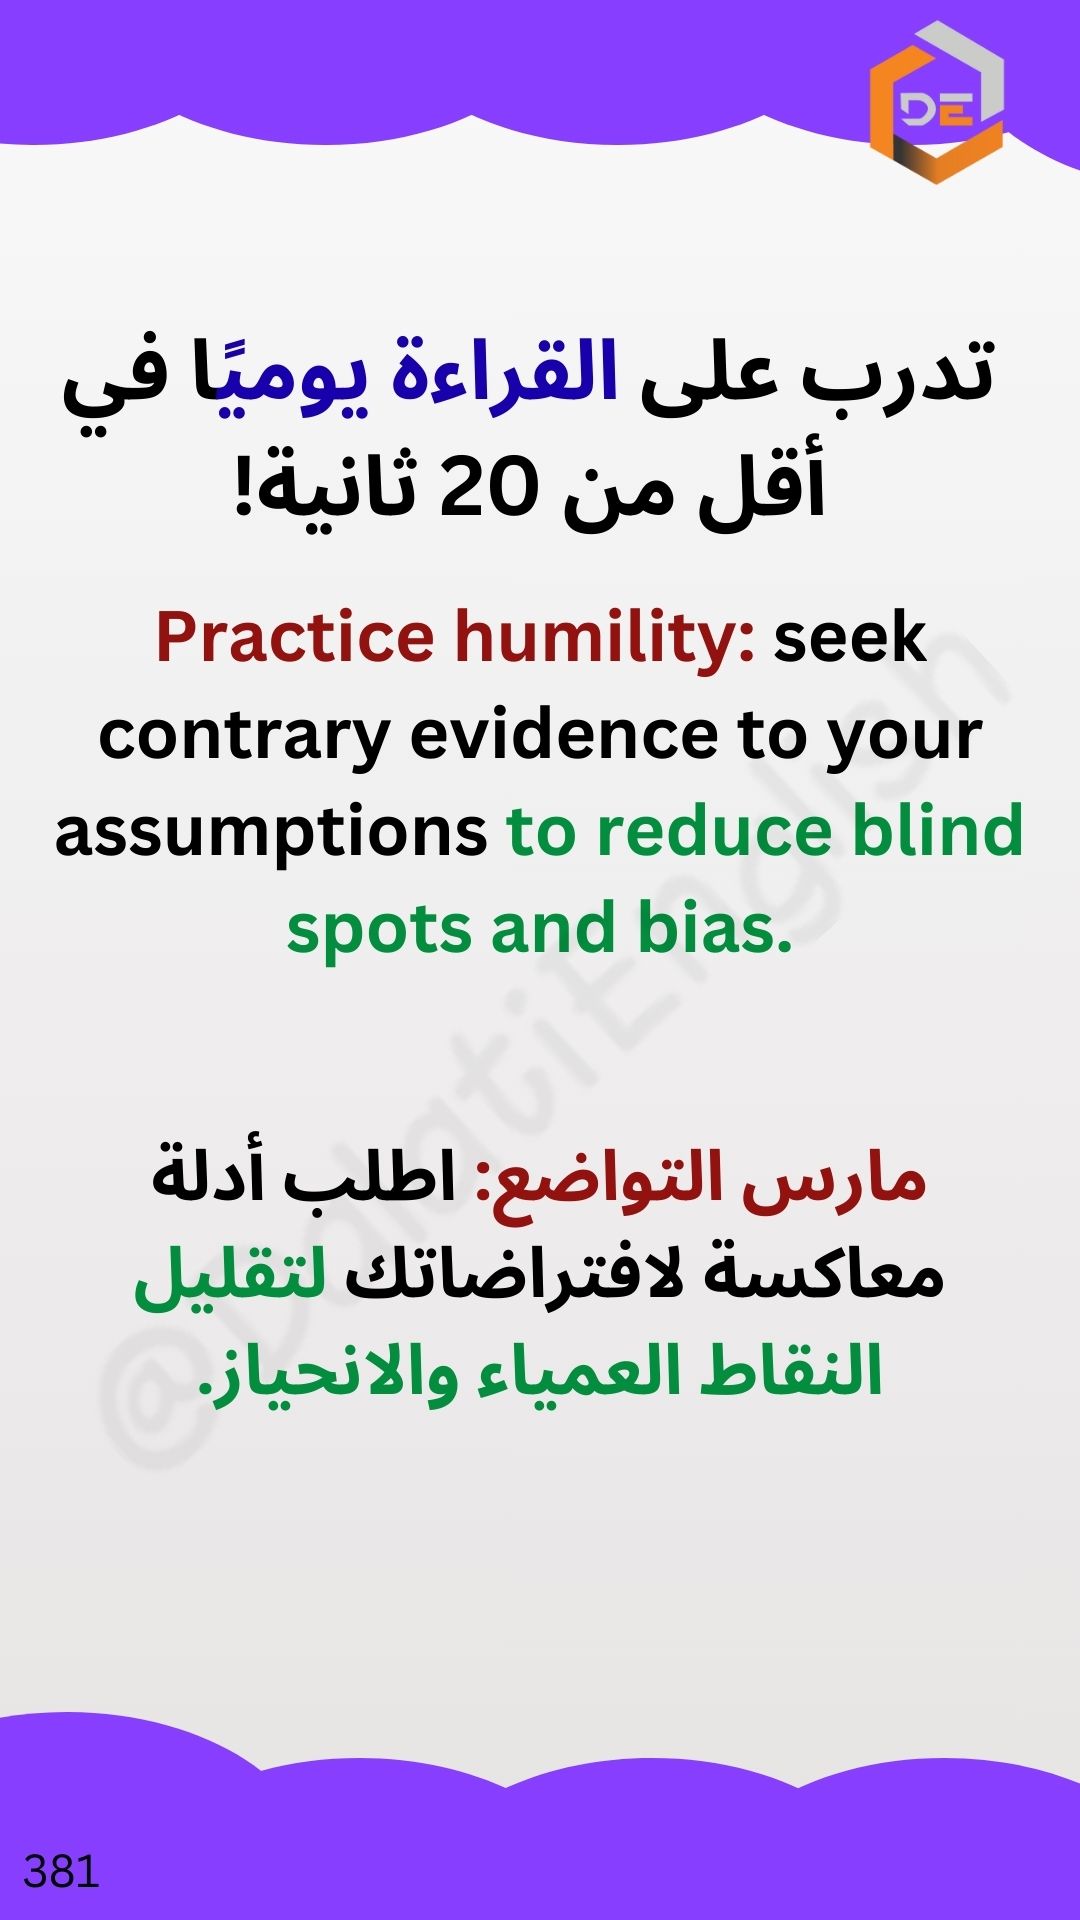 DE
تدرب على القراءة يوميًا في
أقل من 20 ثانية!
Practice humility: seek
contrary evidence to your
assumptions to reduce blind
spots and bias.
@DalatiEnglish
مارس التواضع: اطلب أدلة
معاكسة لافتراضاتك لتقليل
النقاط العمياء والانحياز.
381